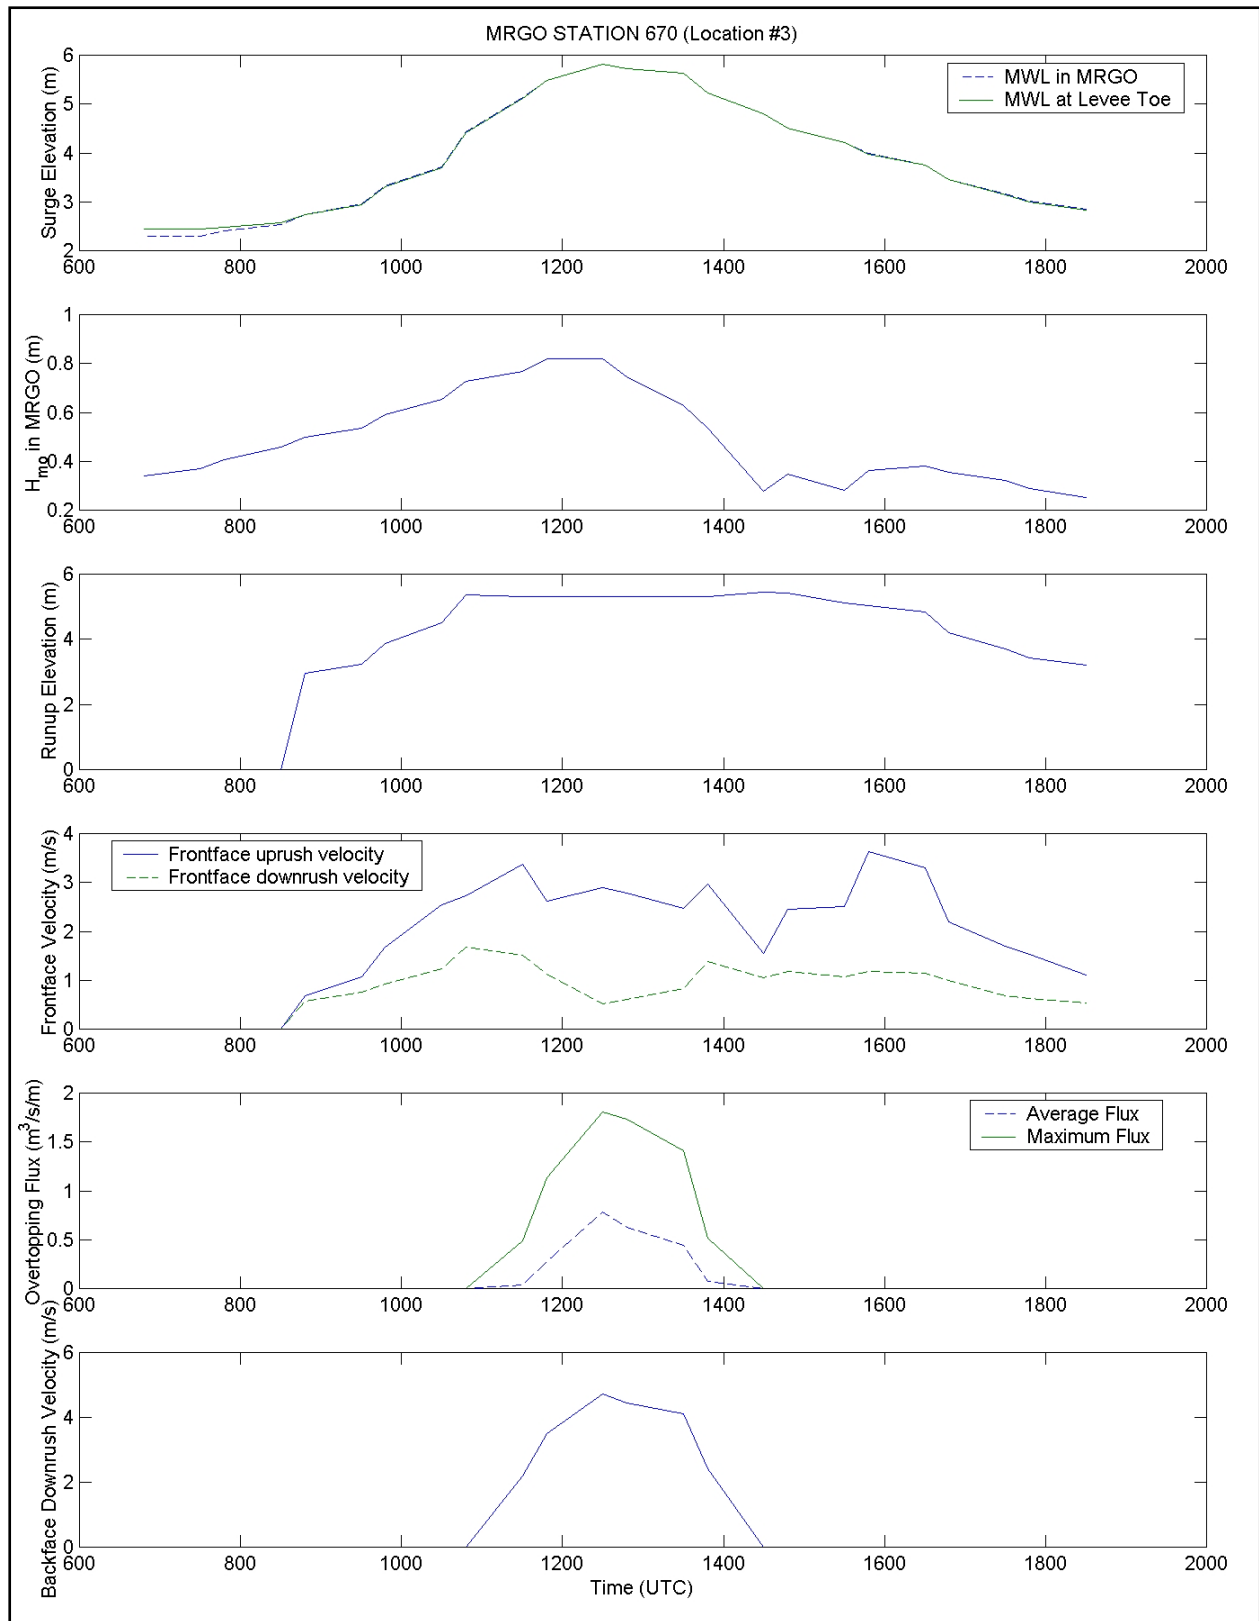 MRGO STATION 670 (Location #3)
Surge Elevation (m)
6
5
4
3
2
MWL in MRGO
MWL at Levee Toe
600 800 1000 1200 1400 1600 1800 2000
H_mo in MRGO (m)
1
0.8
0.6
0.4
0.2
600 800 1000 1200 1400 1600 1800 2000
Runup Elevation (m)
6
4
2
0
600 800 1000 1200 1400 1600 1800 2000
Frontface Velocity (m/s)
4
3
2
1
0
Frontface uprush velocity
Frontface downrush velocity
600 800 1000 1200 1400 1600 1800 2000
Overtopping Flux (m³/s/m)
2
1.5
1
0.5
0
Average Flux
Maximum Flux
600 800 1000 1200 1400 1600 1800 2000
Backface Downrush Velocity (m/s)
6
4
2
0
600 800 1000 1200 1400 1600 1800 2000
Time (UTC)